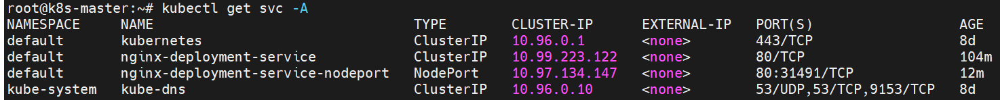 root@k8s-master:~# kubectl get svc -A
NAMESPACE     NAME                                TYPE        CLUSTER-IP      EXTERNAL-IP   PORT(S)                  AGE
default       kubernetes                          ClusterIP   10.96.0.1       <none>        443/TCP                  8d
default       nginx-deployment-service            ClusterIP   10.99.223.122   <none>        80/TCP                   104m
default       nginx-deployment-service-nodeport   NodePort    10.97.134.147   <none>        80:31491/TCP             12m
kube-system   kube-dns                            ClusterIP   10.96.0.10      <none>        53/UDP,53/TCP,9153/TCP   8d